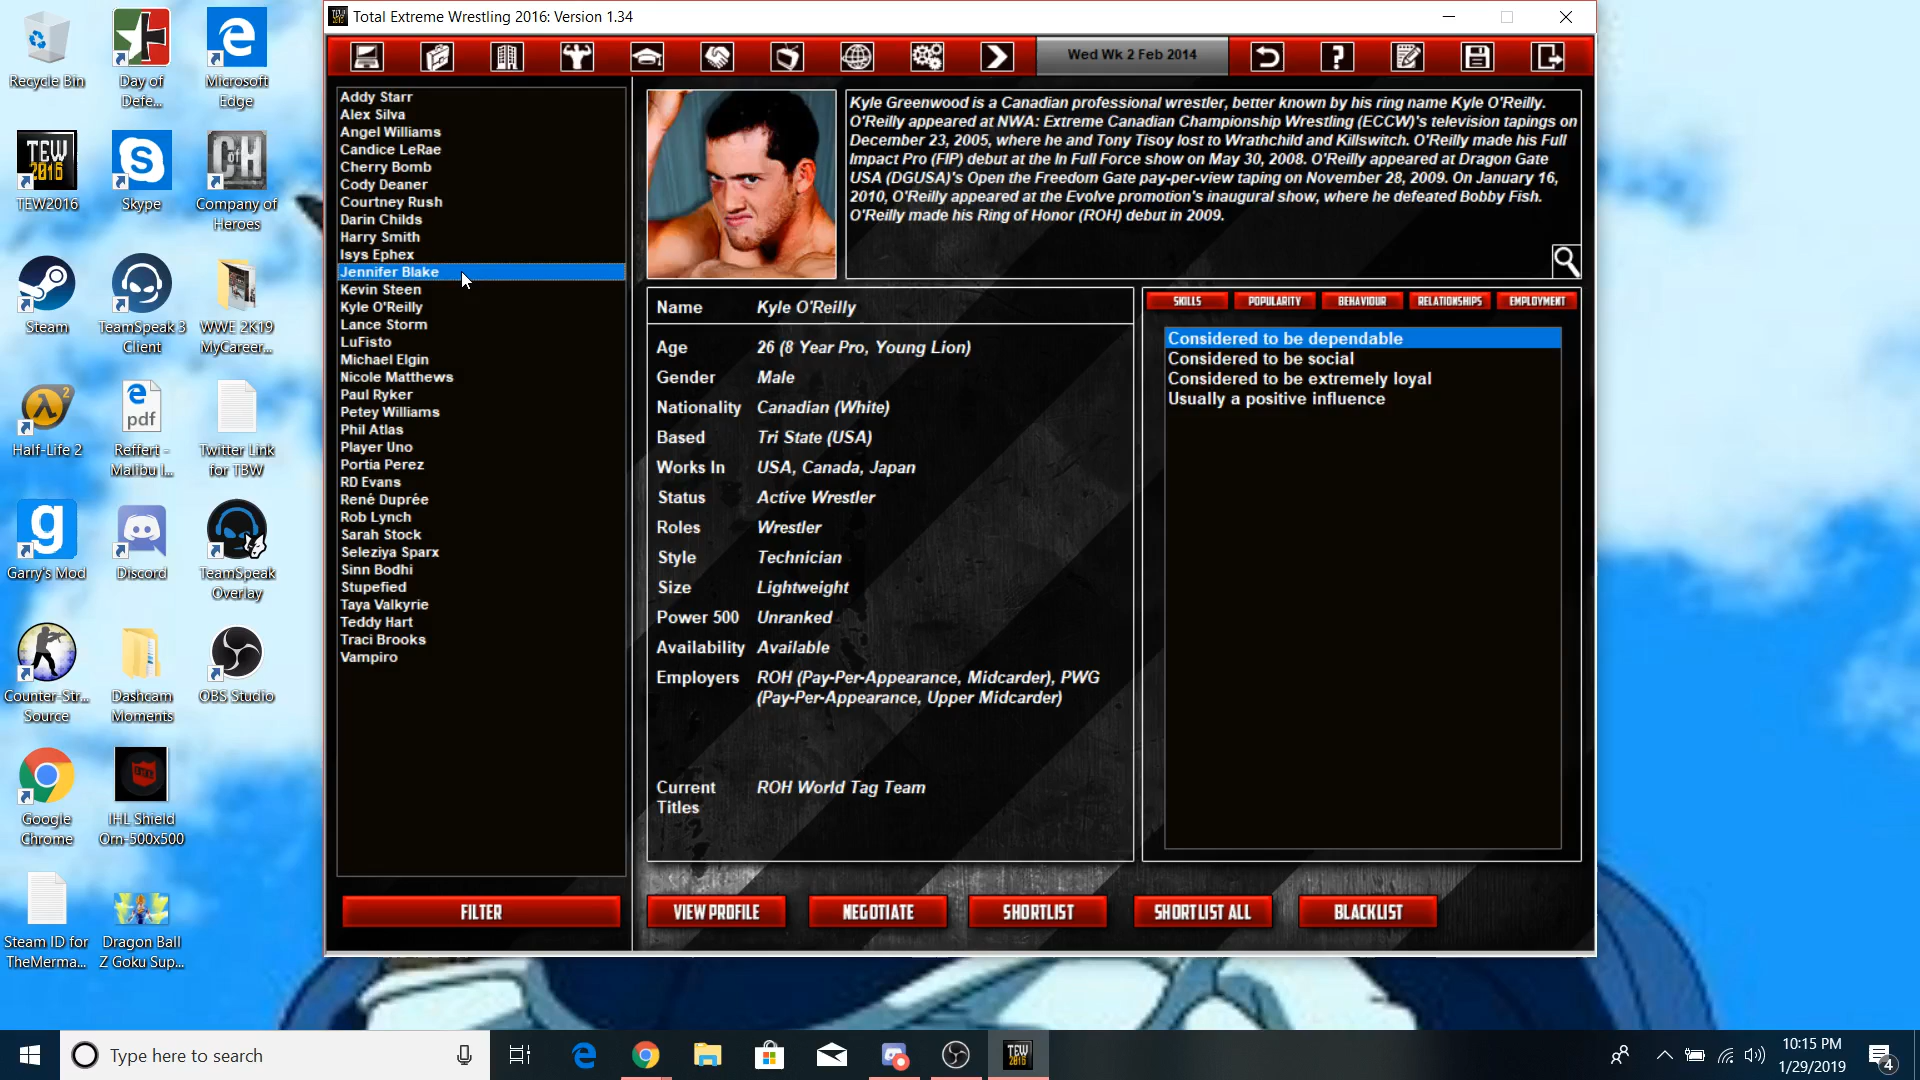 Total Extreme Wrestling 2016: Version 1.34
Wed Wk 2 Feb 2014
Recycle Bin
Day of
Defe...
Microsoft
Edge
TEW
2016
TEW2016
Skype
Company of
Heroes
Steam
TeamSpeak 3
Client
WWE 2K19
MyCareer...
Half-Life 2
pdf
Reffert -
Malibu l...
Twitter Link
for TBW
Garry's Mod
Discord
TeamSpeak
Overlay
Counter-Str...
Source
Dashcam
Moments
OBS Studio
Google
Chrome
IHL Shield
Orn-500x500
Steam ID for
TheMerma...
Dragon Ball
Z Goku Sup...
Addy Starr
Alex Silva
Angel Williams
Candice LeRae
Cherry Bomb
Cody Deaner
Courtney Rush
Darin Childs
Harry Smith
Isys Ephex
Jennifer Blake
Kevin Steen
Kyle O'Reilly
Lance Storm
LuFisto
Michael Elgin
Nicole Matthews
Paul Ryker
Petey Williams
Phil Atlas
Player Uno
Portia Perez
RD Evans
René Duprée
Rob Lynch
Sarah Stock
Seleziya Sparx
Sinn Bodhi
Stupefied
Taya Valkyrie
Teddy Hart
Traci Brooks
Vampiro
FILTER
Kyle Greenwood is a Canadian professional wrestler, better known by his ring name Kyle O'Reilly.
O'Reilly appeared at NWA: Extreme Canadian Championship Wrestling (ECCW)'s television tapings on
December 23, 2005, where he and Tony Tisoy lost to Wrathchild and Killswitch. O'Reilly made his Full
Impact Pro (FIP) debut at the In Full Force show on May 30, 2008. O'Reilly appeared at Dragon Gate
USA (DGUSA)'s Open the Freedom Gate pay-per-view taping on November 28, 2009. On January 16,
2010, O'Reilly appeared at the Evolve promotion's inaugural show, where he defeated Bobby Fish.
O'Reilly made his Ring of Honor (ROH) debut in 2009.
Name Kyle O'Reilly
Age 26 (8 Year Pro, Young Lion)
Gender Male
Nationality Canadian (White)
Based Tri State (USA)
Works In USA, Canada, Japan
Status Active Wrestler
Roles Wrestler
Style Technician
Size Lightweight
Power 500 Unranked
Availability Available
Employers ROH (Pay-Per-Appearance, Midcarder), PWG
(Pay-Per-Appearance, Upper Midcarder)
Current ROH World Tag Team
Titles
SKILLS POPULARITY BEHAVIOUR RELATIONSHIPS EMPLOYMENT
Considered to be dependable
Considered to be social
Considered to be extremely loyal
Usually a positive influence
VIEW PROFILE NEGOTIATE SHORTLIST SHORTLIST ALL BLACKLIST
Type here to search
TEW
2016
10:15 PM
1/29/2019
4